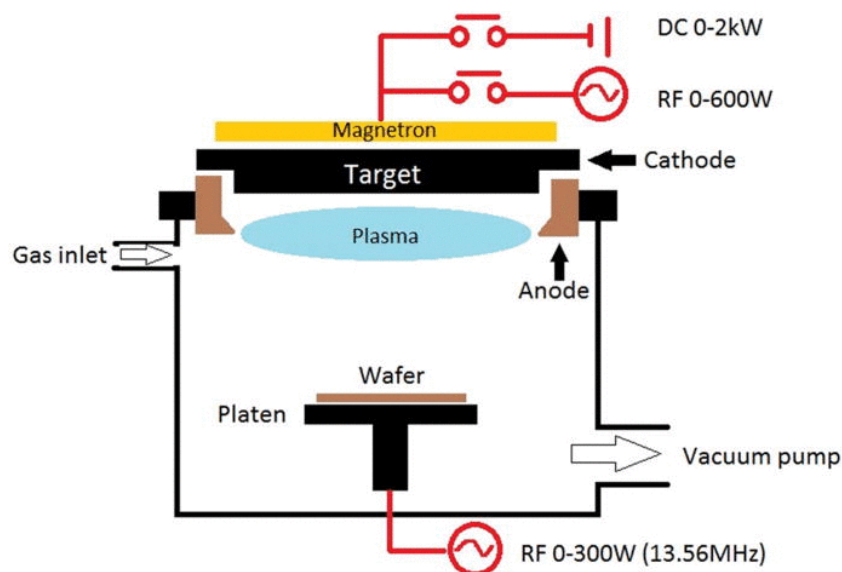 DC 0-2kW
RF 0-600W
Magnetron
Cathode
Target
Plasma
Gas inlet
Anode
Wafer
Platen
Vacuum pump
RF 0-300W (13.56MHz)